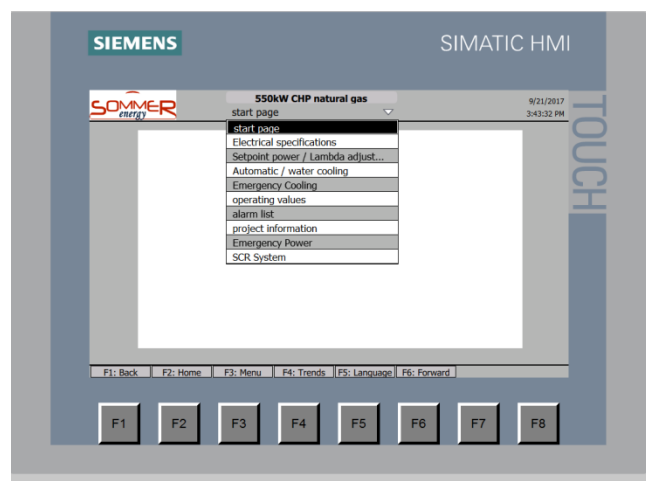 SIEMENS
SIMATIC HMI
SOMMER
energy
550kW CHP natural gas
start page
9/21/2017
3:43:32 PM
TOUCH
start page
Electrical specifications
Setpoint power / Lambda adjust...
Automatic / water cooling
Emergency Cooling
operating values
alarm list
project information
Emergency Power
SCR System
F1: Back F2: Home F3: Menu F4: Trends F5: Language F6: Forward
F1 F2 F3 F4 F5 F6 F7 F8